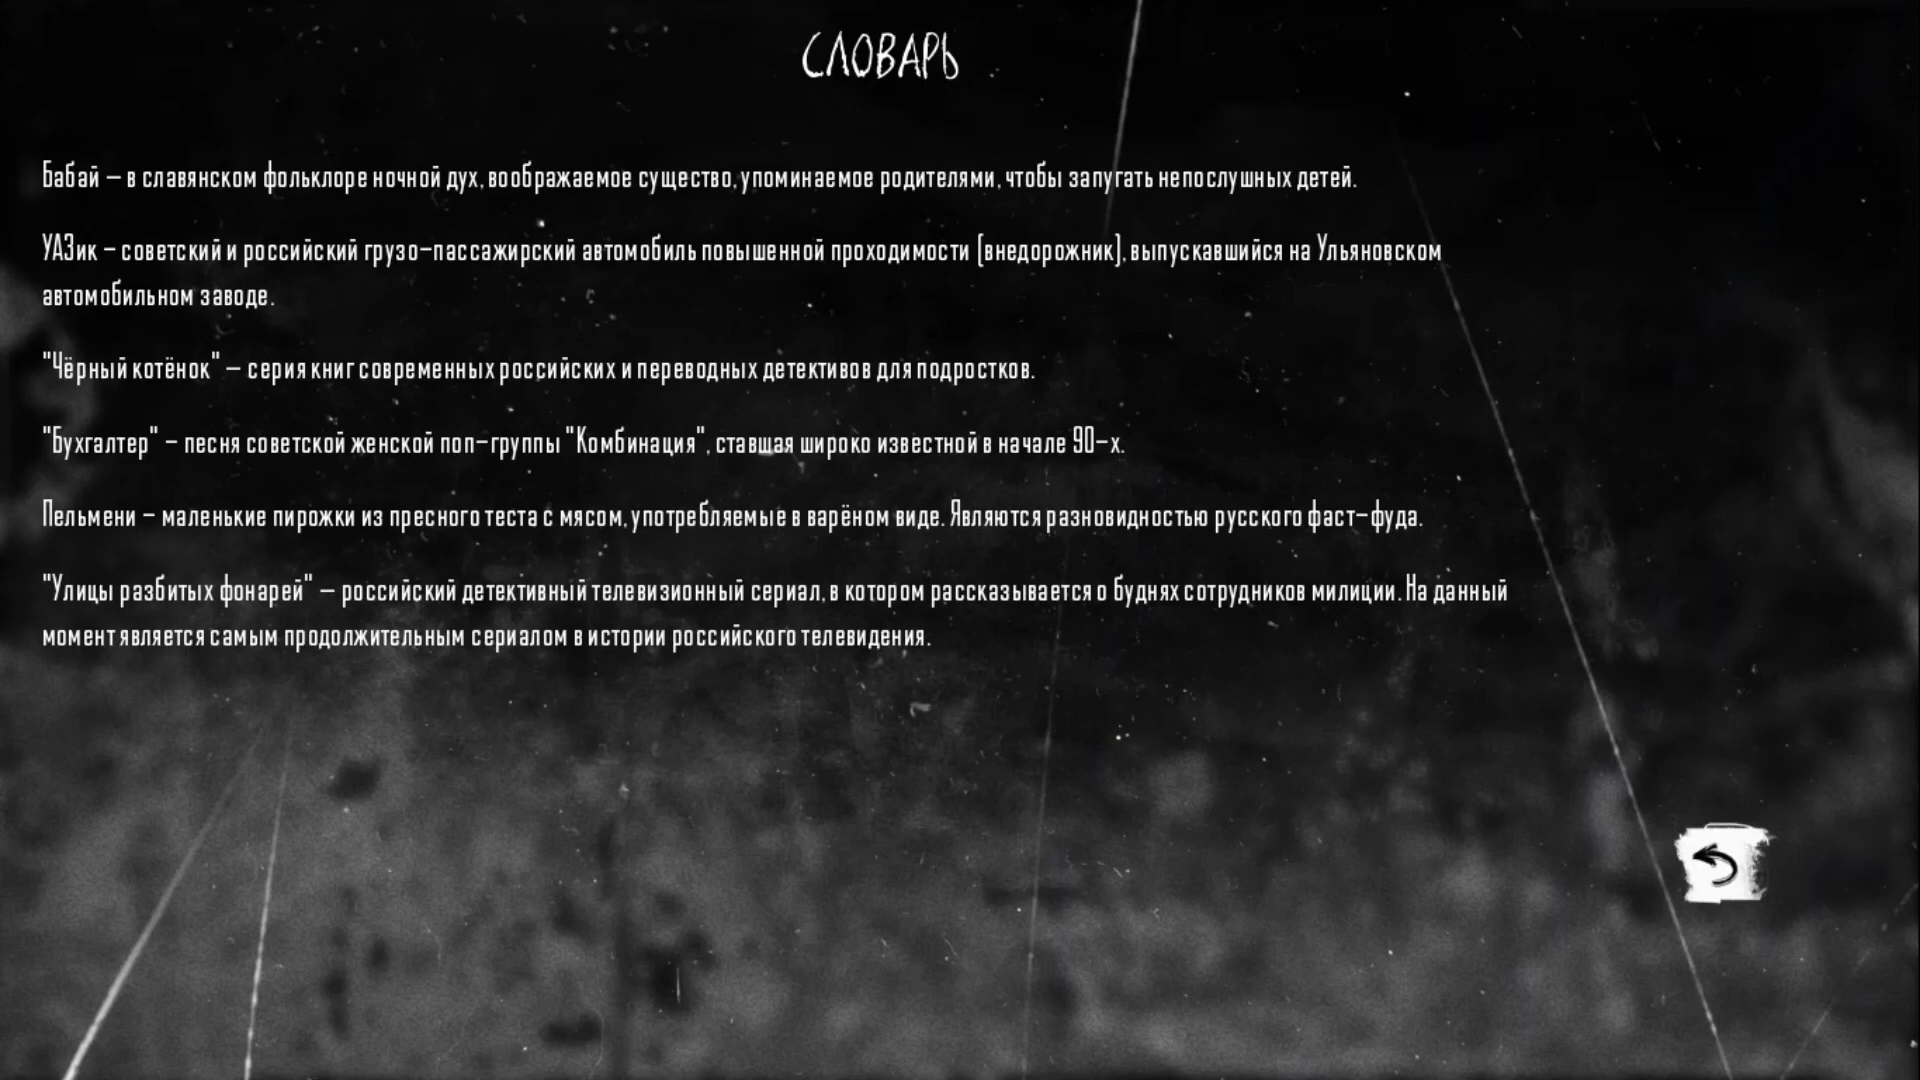 СЛОВАРЬ
Бабай – в славянском фольклоре ночной дух, воображаемое существо, упоминаемое родителями, чтобы запугать непослушных детей.
УАЗик – советский и российский грузо-пассажирский автомобиль повышенной проходимости (внедорожник), выпускавшийся на Ульяновском
автомобильном заводе.
"Чёрный котёнок" – серия книг современных российских и переводных детективов для подростков.
"Бухгалтер" – песня советской женской поп-группы "Комбинация", ставшая широко известной в начале 90-х.
Пельмени – маленькие пирожки из пресного теста с мясом, употребляемые в варёном виде. Являются разновидностью русского фаст-фуда.
"Улицы разбитых фонарей" – российский детективный телевизионный сериал, в котором рассказывается о буднях сотрудников милиции. На данный
момент является самым продолжительным сериалом в истории российского телевидения.